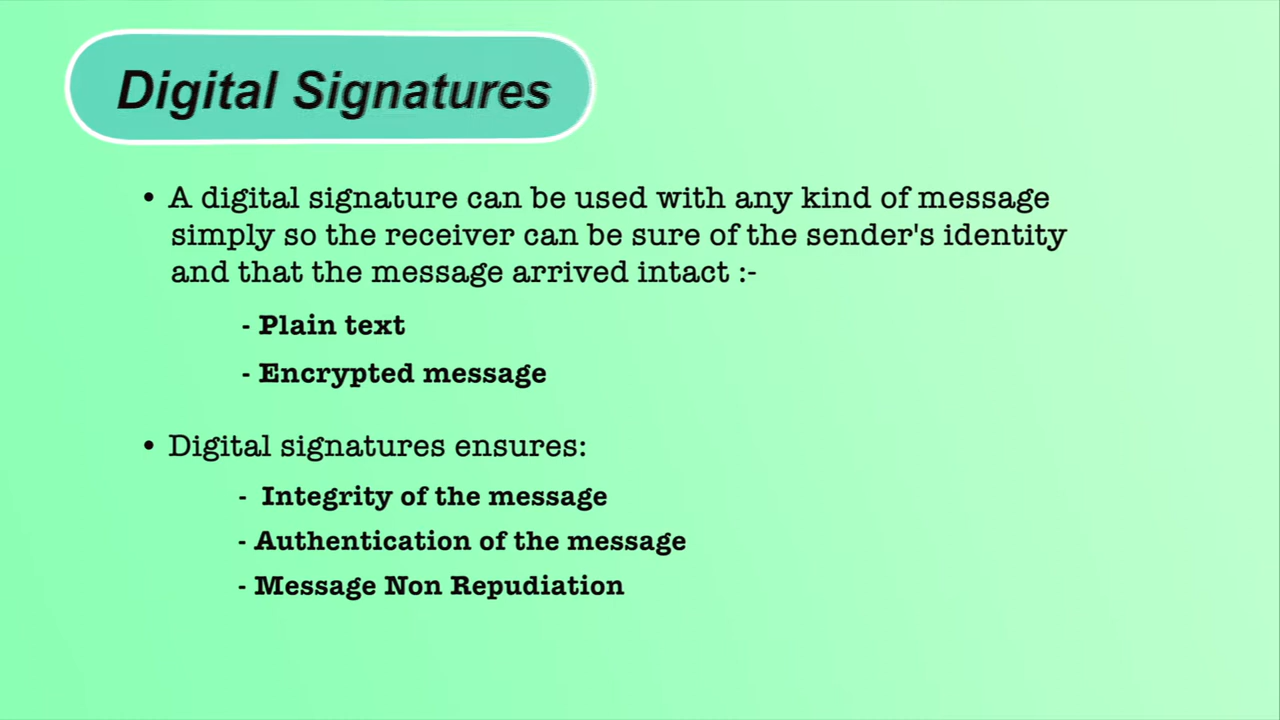 Digital Signatures
• A digital signature can be used with any kind of message
simply so the receiver can be sure of the sender's identity
and that the message arrived intact :-
- Plain text
- Encrypted message
• Digital signatures ensures:
- Integrity of the message
- Authentication of the message
- Message Non Repudiation